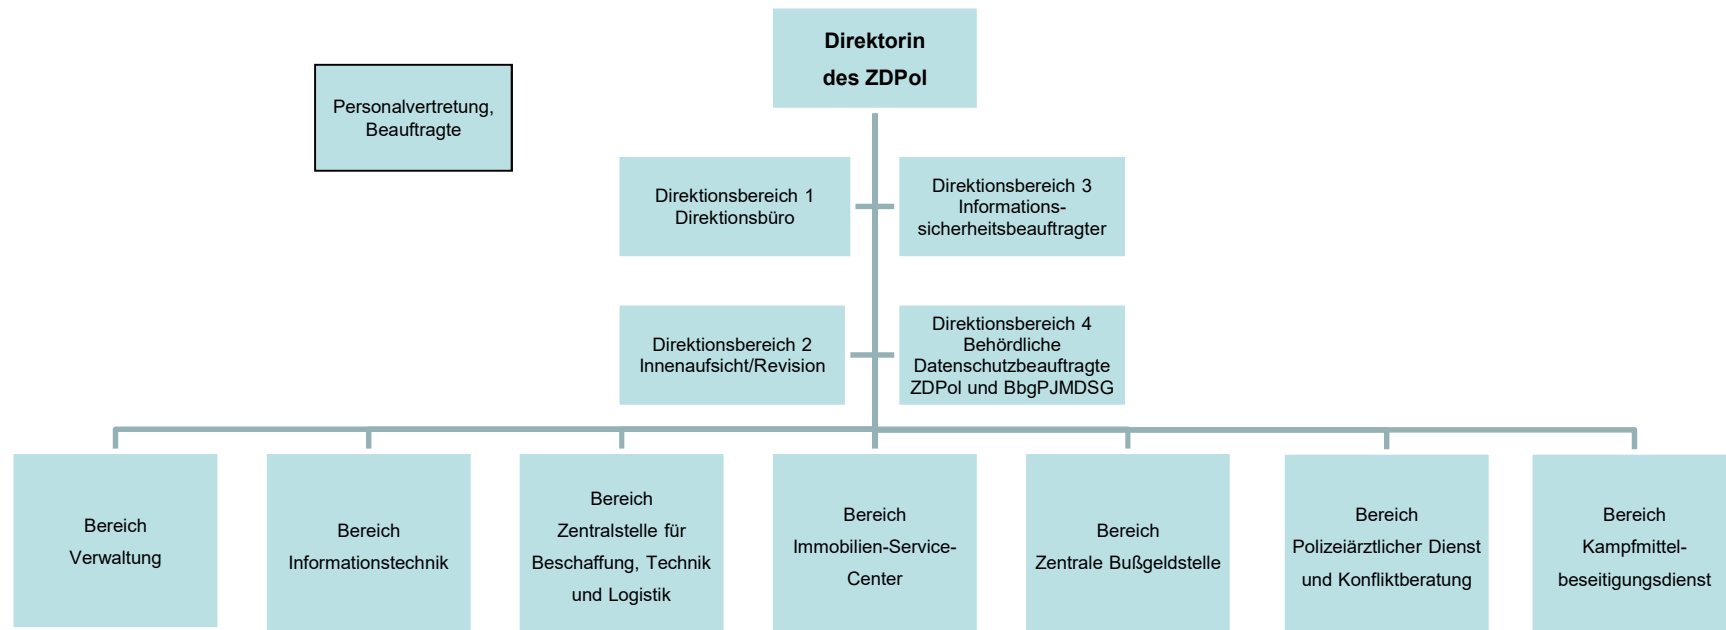 Direktorin
des ZDPol
Personalvertretung,
Beauftragte
Direktionsbereich 1
Direktionsbüro
Direktionsbereich 3
Informations-
sicherheitsbeauftragter
Direktionsbereich 2
Innenaufsicht/Revision
Direktionsbereich 4
Behördliche
Datenschutzbeauftragte
ZDPol und BbgPJMDSG
Bereich
Verwaltung
Bereich
Informationstechnik
Bereich
Zentralstelle für
Beschaffung, Technik
und Logistik
Bereich
Immobilien-Service-
Center
Bereich
Zentrale Bußgeldstelle
Bereich
Polizeiärztlicher Dienst
und Konfliktberatung
Bereich
Kampfmittel-
beseitigungsdienst